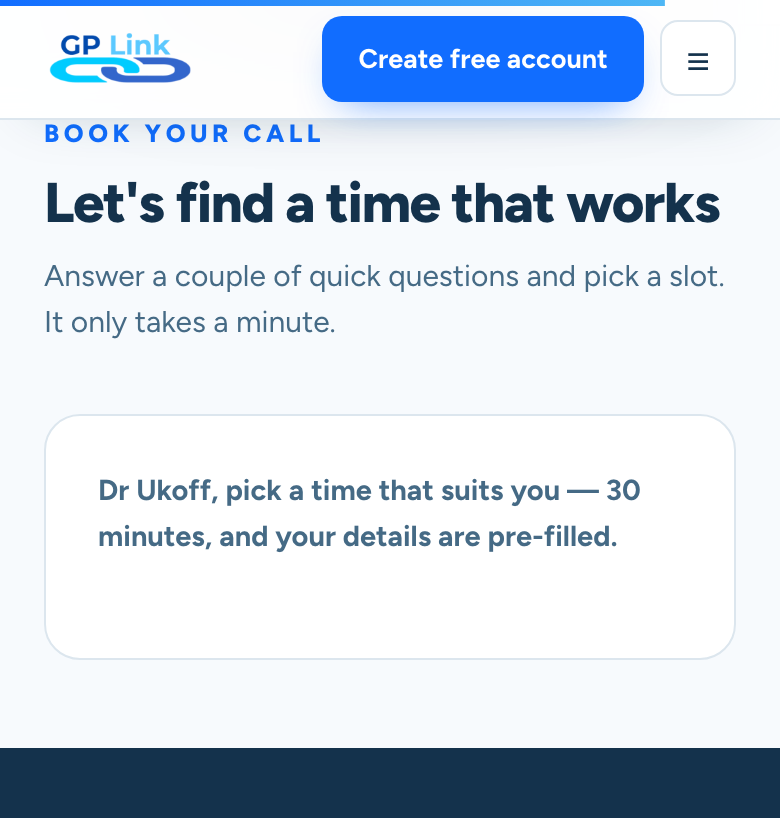 GP Link
Create free account
BOOK YOUR CALL
Let's find a time that works
Answer a couple of quick questions and pick a slot.
It only takes a minute.
Dr Ukoff, pick a time that suits you — 30
minutes, and your details are pre-filled.